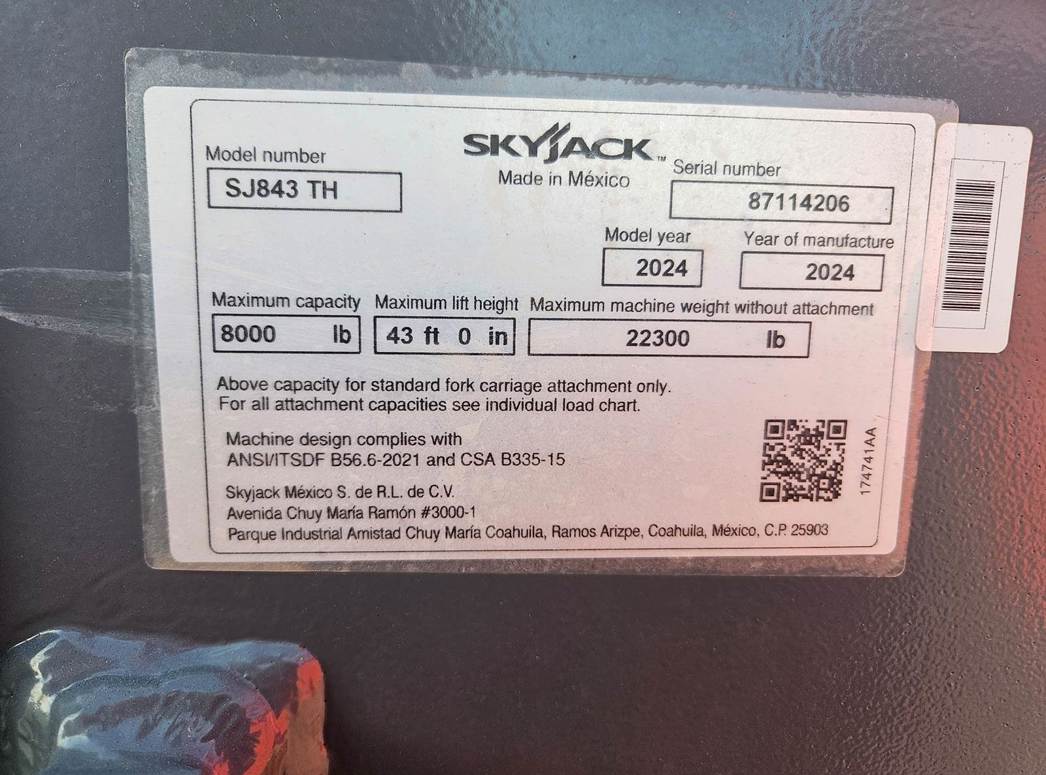 SKYJACK™
Made in México
Model number
SJ843 TH
Serial number
87114206
Model year
2024
Year of manufacture
2024
Maximum capacity
8000 lb
Maximum lift height
43 ft 0 in
Maximum machine weight without attachment
22300 lb
Above capacity for standard fork carriage attachment only.
For all attachment capacities see individual load chart.
Machine design complies with
ANSI/ITSDF B56.6-2021 and CSA B335-15
Skyjack México S. de R.L. de C.V.
Avenida Chuy María Ramón #3000-1
Parque Industrial Amistad Chuy María Coahuila, Ramos Arizpe, Coahuila, México, C.P. 25903
174741AA